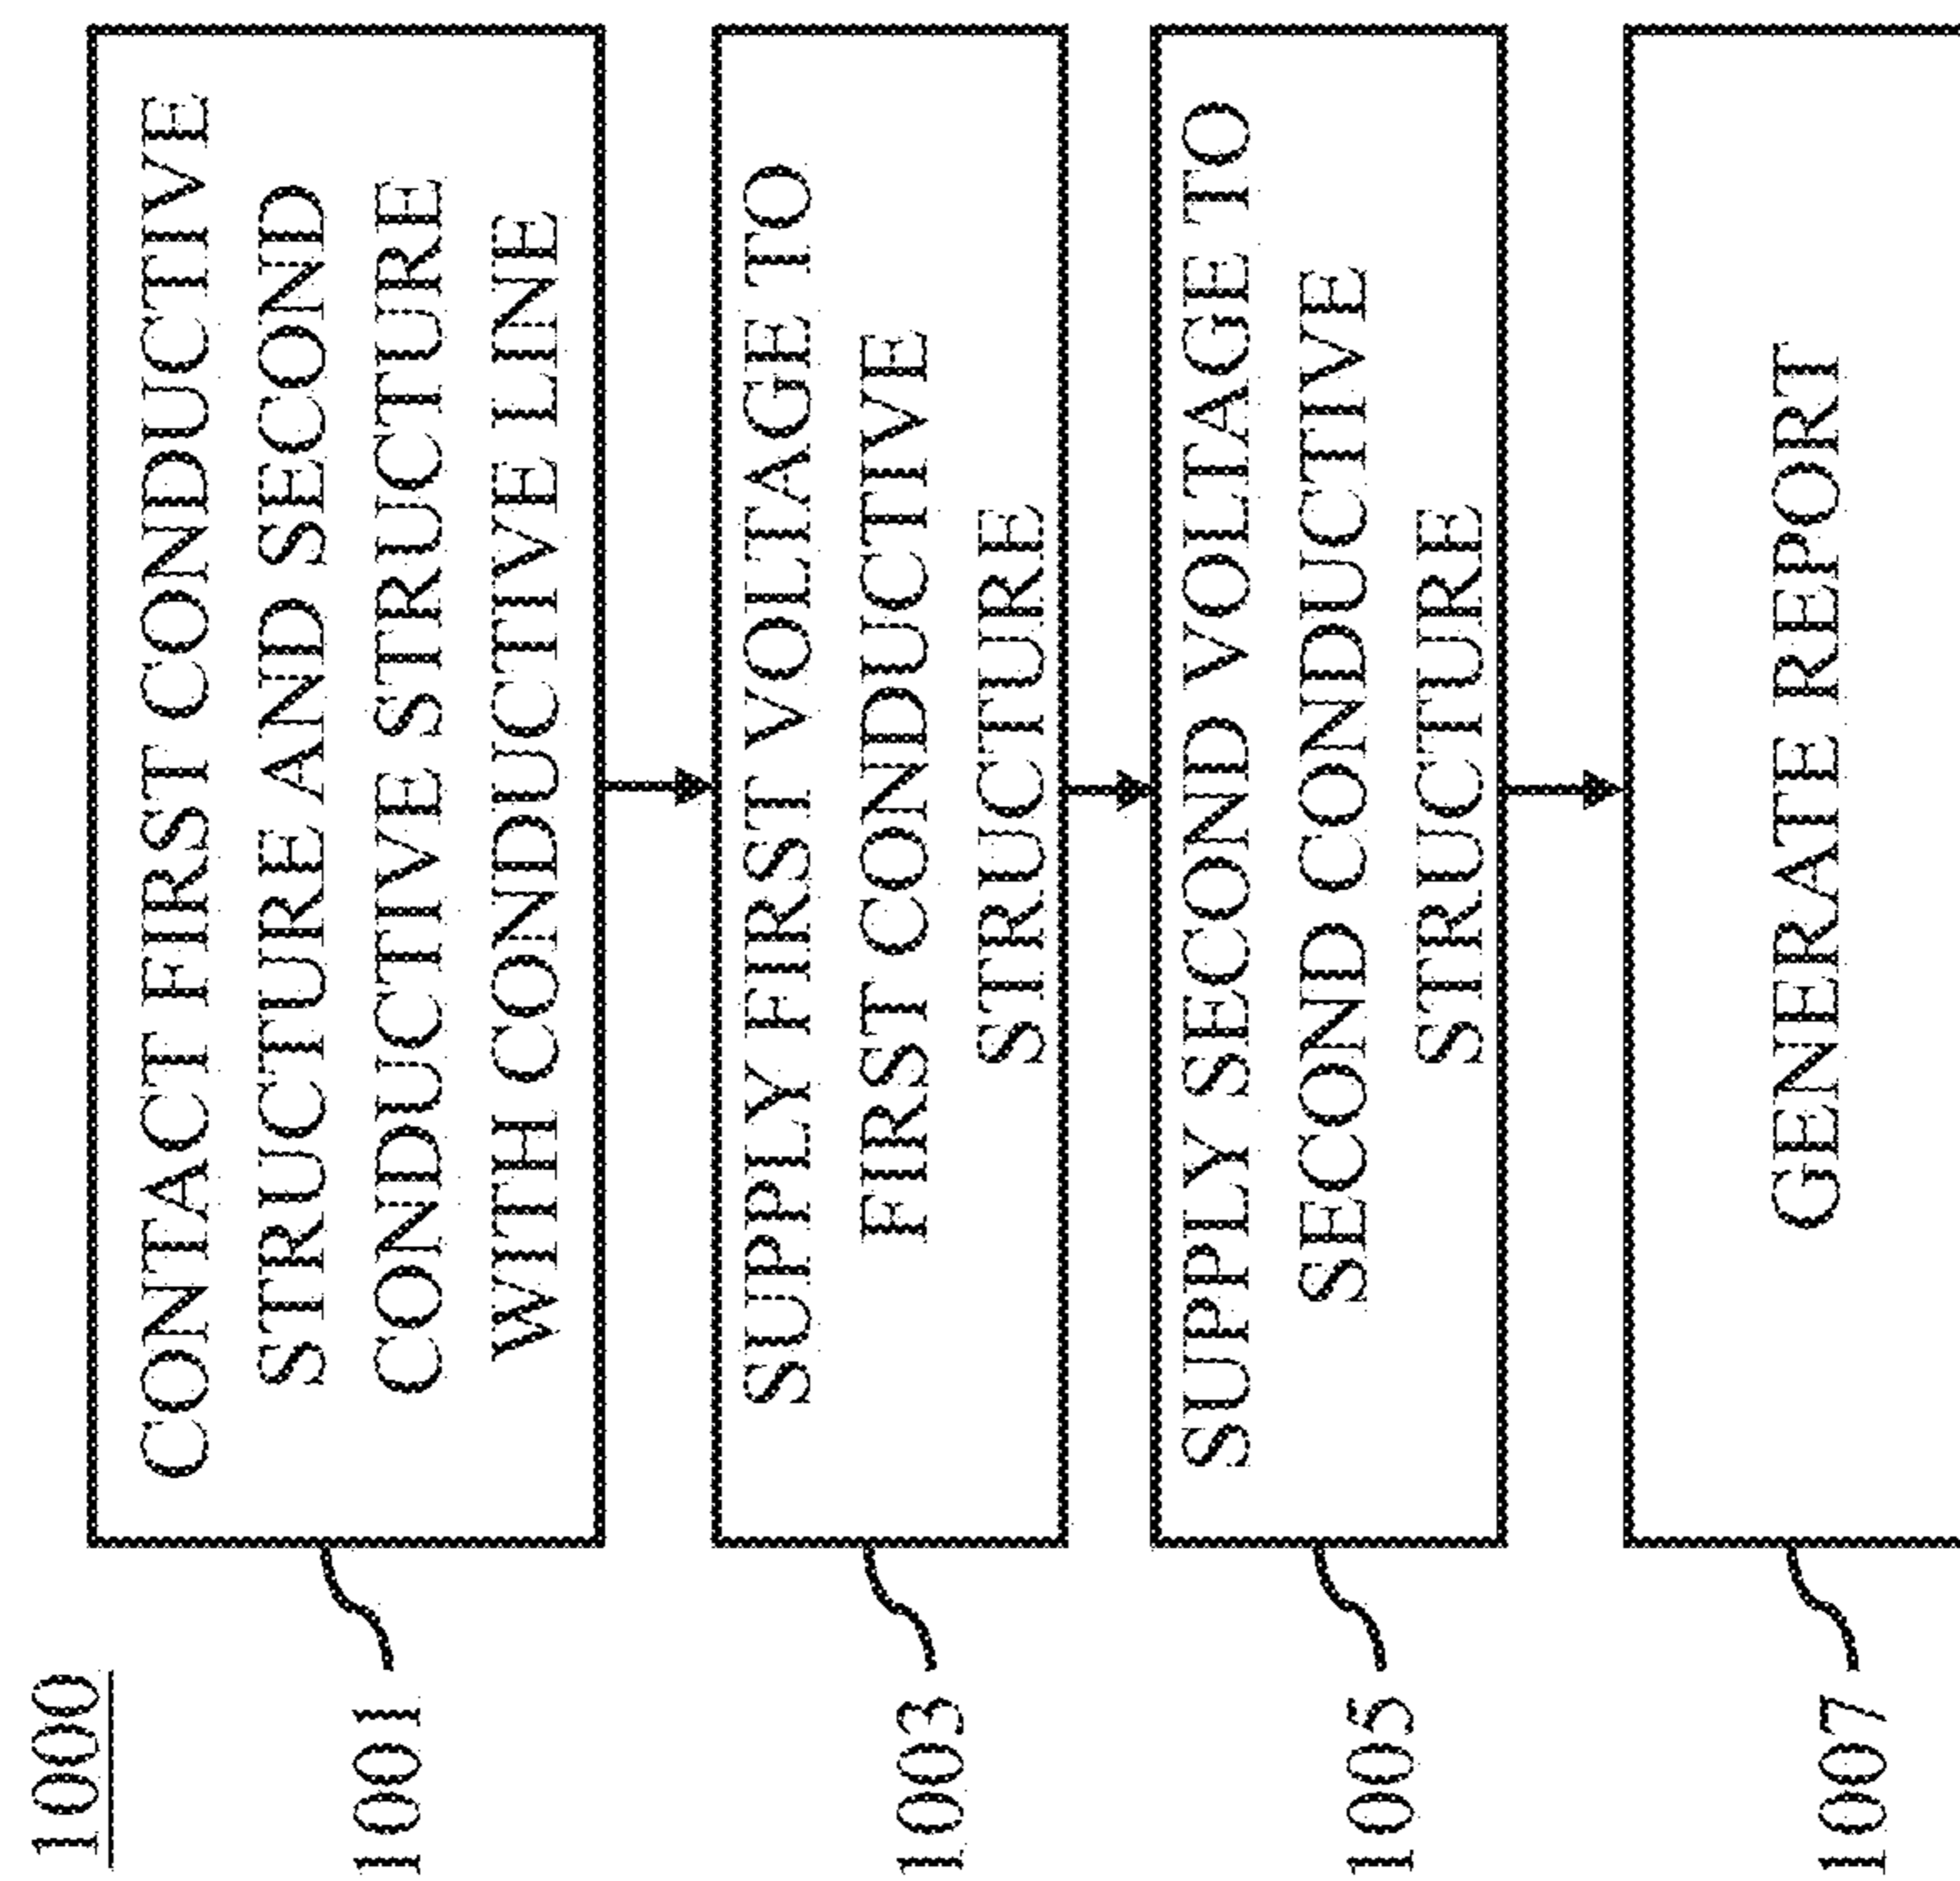 1000
1001
CONTACT FIRST CONDUCTIVE
STRUCTURE AND SECOND
CONDUCTIVE STRUCTURE
WITH CONDUCTIVE LINE
1003
SUPPLY FIRST VOLTAGE TO
FIRST CONDUCTIVE
STRUCTURE
1005
SUPPLY SECOND VOLTAGE TO
SECOND CONDUCTIVE
STRUCTURE
1007
GENERATE REPORT